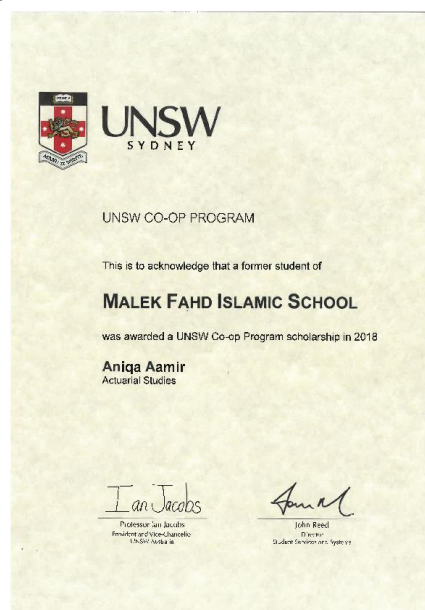 UNSW
SYDNEY
UNSW CO-OP PROGRAM
This is to acknowledge that a former student of
MALEK FAHD ISLAMIC SCHOOL
was awarded a UNSW Co-op Program scholarship in 2018
Aniqa Aamir
Actuarial Studies
Ian Jacobs
Professor Ian Jacobs
President and Vice-Chancellor
UNSW Australia
John Reed
Director
Student Services and Systems